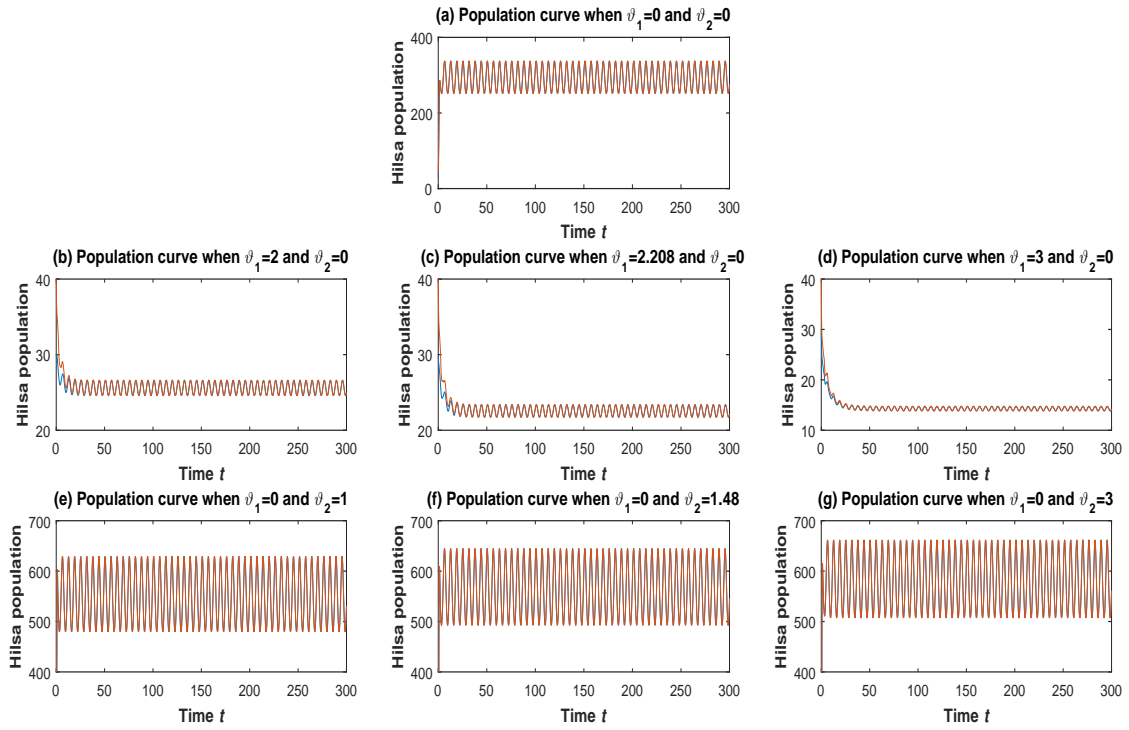 (a) Population curve when ϑ₁=0 and ϑ₂=0
400
200
0
Hilsa population
0 50 100 150 200 250 300
Time t
(b) Population curve when ϑ₁=2 and ϑ₂=0
40
30
20
Hilsa population
0 50 100 150 200 250 300
Time t
(c) Population curve when ϑ₁=2.208 and ϑ₂=0
40
30
20
Hilsa population
0 50 100 150 200 250 300
Time t
(d) Population curve when ϑ₁=3 and ϑ₂=0
40
30
20
10
Hilsa population
0 50 100 150 200 250 300
Time t
(e) Population curve when ϑ₁=0 and ϑ₂=1
700
600
500
400
Hilsa population
0 50 100 150 200 250 300
Time t
(f) Population curve when ϑ₁=0 and ϑ₂=1.48
700
600
500
400
Hilsa population
0 50 100 150 200 250 300
Time t
(g) Population curve when ϑ₁=0 and ϑ₂=3
700
600
500
400
Hilsa population
0 50 100 150 200 250 300
Time t